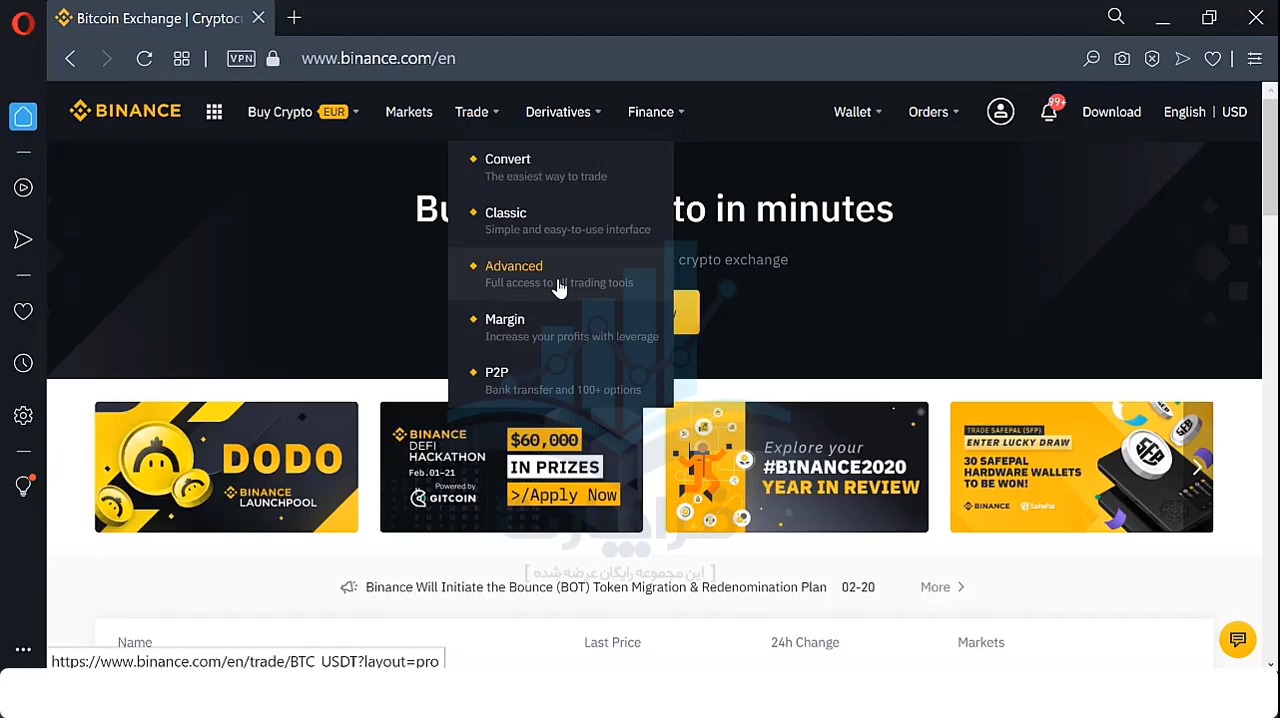 Bitcoin Exchange | Cryptocu
VPN
www.binance.com/en
BINANCE
Buy Crypto EUR
Markets
Trade
Derivatives
Finance
Wallet
Orders
99+
Download
English | USD
Convert
The easiest way to trade
Classic
Simple and easy-to-use interface
Advanced
Full access to all trading tools
Margin
Increase your profits with leverage
P2P
Bank transfer and 100+ options
to in minutes
crypto exchange
DODO
BINANCE
LAUNCHPOOL
BINANCE
DEFI
HACKATHON
Feb.01-21
Powered by
GITCOIN
$60,000
IN PRIZES
>/Apply Now
Explore your
#BINANCE2020
YEAR IN REVIEW
TRADE SAFEPAL (SFP)
ENTER LUCKY DRAW
30 SAFEPAL
HARDWARE WALLETS
TO BE WON!
BINANCE
SafePal
[ این مجموعه رایگان عرضه شده ]
Binance Will Initiate the Bounce (BOT) Token Migration & Redenomination Plan 02-20
More
Name
Last Price
24h Change
Markets
https://www.binance.com/en/trade/BTC_USDT?layout=pro